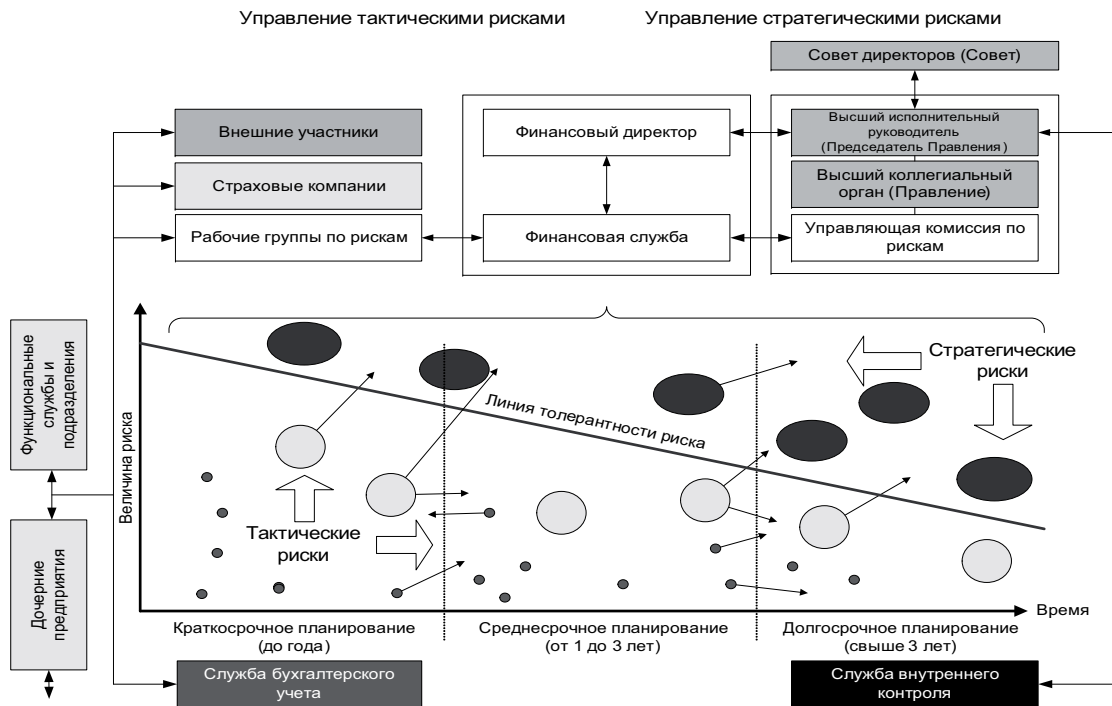 Управление тактическими рисками
Управление стратегическими рисками
Совет директоров (Совет)
Внешние участники
Финансовый директор
Высший исполнительный
руководитель
(Председатель Правления)
Страховые компании
Высший коллегиальный
орган (Правление)
Рабочие группы по рискам
Финансовая служба
Управляющая комиссия по
рискам
Функциональные
службы и
подразделения
Дочерние
предприятия
Величина риска
Стратегические
риски
Линия толерантности риска
Тактические
риски
Время
Краткосрочное планирование
(до года)
Среднесрочное планирование
(от 1 до 3 лет)
Долгосрочное планирование
(свыше 3 лет)
Служба бухгалтерского
учета
Служба внутреннего
контроля